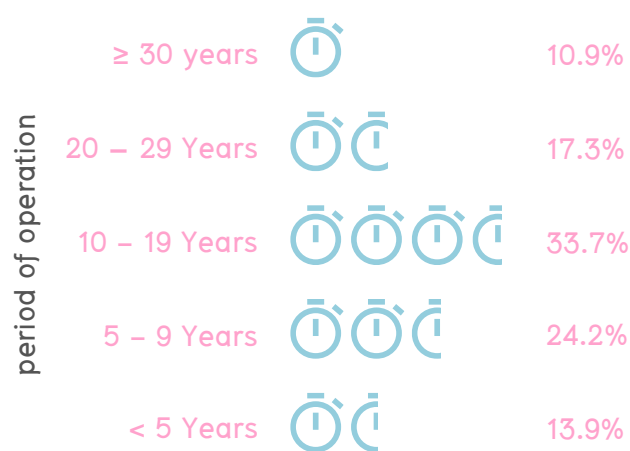 period of operation
≥ 30 years 10.9%
20 – 29 Years 17.3%
10 – 19 Years 33.7%
5 – 9 Years 24.2%
< 5 Years 13.9%